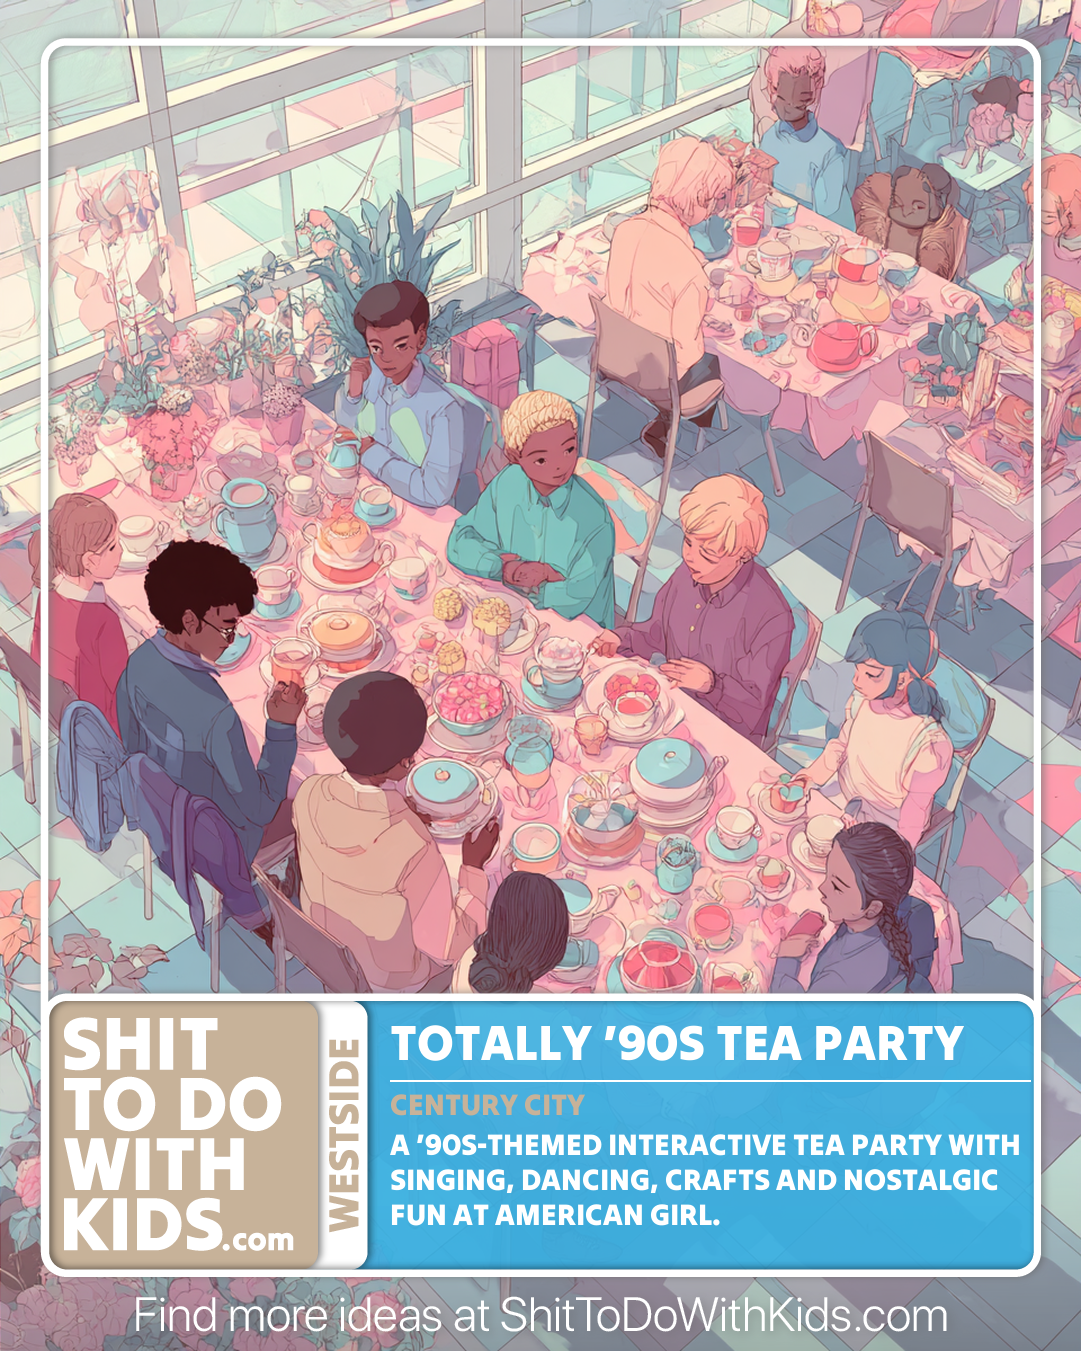 SHIT
TO DO
WITH
KIDS.com
WESTSIDE
TOTALLY ’90S TEA PARTY
CENTURY CITY
A ’90S-THEMED INTERACTIVE TEA PARTY WITH
SINGING, DANCING, CRAFTS AND NOSTALGIC
FUN AT AMERICAN GIRL.
Find more ideas at ShitToDoWithKids.com